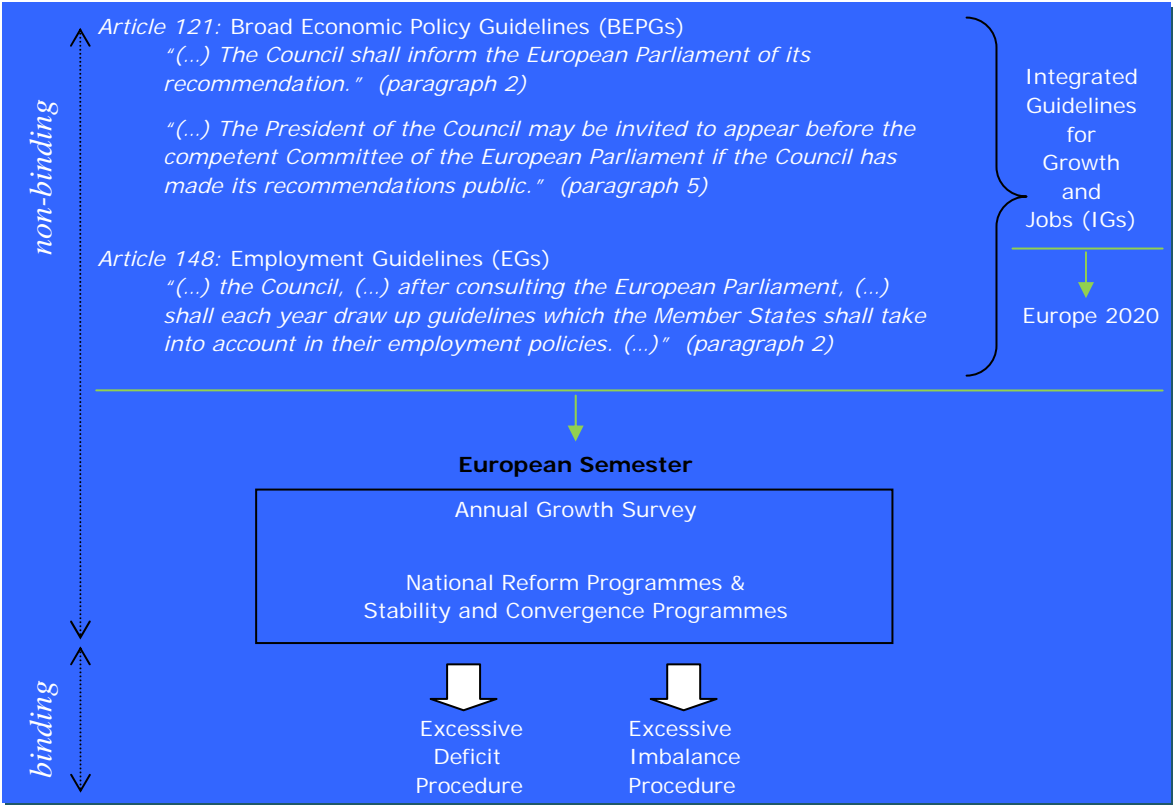 Article 121: Broad Economic Policy Guidelines (BEPGs)
“(…) The Council shall inform the European Parliament of its
recommendation.” (paragraph 2)
“(…) The President of the Council may be invited to appear before the
competent Committee of the European Parliament if the Council has
made its recommendations public.” (paragraph 5)
Article 148: Employment Guidelines (EGs)
“(…) the Council, (…) after consulting the European Parliament, (…)
shall each year draw up guidelines which the Member States shall take
into account in their employment policies. (…)” (paragraph 2)
Integrated
Guidelines
for
Growth
and
Jobs (IGs)
Europe 2020
non-binding
European Semester
Annual Growth Survey
National Reform Programmes &
Stability and Convergence Programmes
binding
Excessive
Deficit
Procedure
Excessive
Imbalance
Procedure